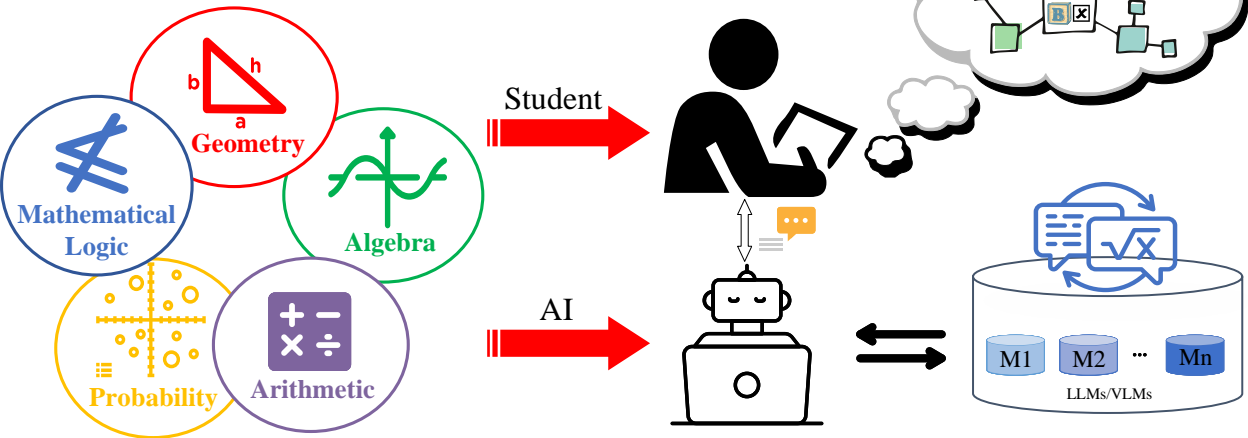 b
h
a
Geometry
Mathematical
Logic
Algebra
Probability
Arithmetic
Student
AI
B X
√X
M1 M2 ... Mn
LLMs/VLMs